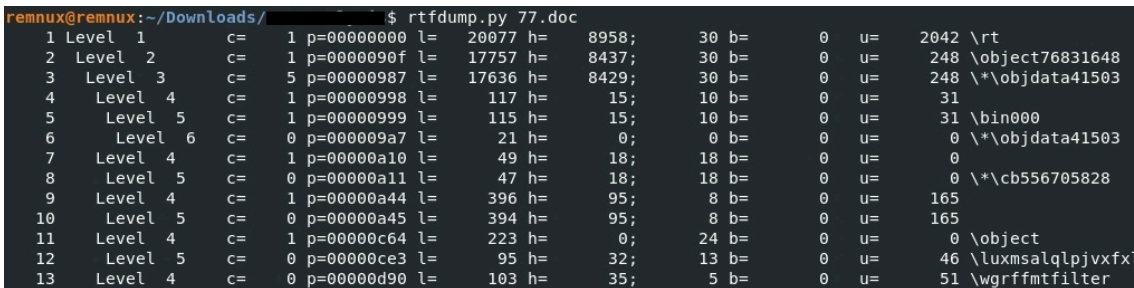 remnux@remnux:~/Downloads/ $ rtfdump.py 77.doc
1 Level 1 c= 1 p=00000000 l= 20077 h= 8958; 30 b= 0 u= 2042 \rt
2 Level 2 c= 1 p=0000090f l= 17757 h= 8437; 30 b= 0 u= 248 \object76831648
3 Level 3 c= 5 p=00000987 l= 17636 h= 8429; 30 b= 0 u= 248 \*\objdata41503
4 Level 4 c= 1 p=00000998 l= 117 h= 15; 10 b= 0 u= 31
5 Level 5 c= 1 p=00000999 l= 115 h= 15; 10 b= 0 u= 31 \bin000
6 Level 6 c= 0 p=000009a7 l= 21 h= 0; 0 b= 0 u= 0 \*\objdata41503
7 Level 4 c= 1 p=00000a10 l= 49 h= 18; 18 b= 0 u= 0
8 Level 5 c= 0 p=00000a11 l= 47 h= 18; 18 b= 0 u= 0 \*\cb556705828
9 Level 4 c= 1 p=00000a44 l= 396 h= 95; 8 b= 0 u= 165
10 Level 5 c= 0 p=00000a45 l= 394 h= 95; 8 b= 0 u= 165
11 Level 4 c= 1 p=00000c64 l= 223 h= 0; 24 b= 0 u= 0 \object
12 Level 5 c= 0 p=00000ce3 l= 95 h= 32; 13 b= 0 u= 46 \luxmsalqlpjvxfx
13 Level 4 c= 0 p=00000d90 l= 103 h= 35; 5 b= 0 u= 51 \wgrffmtfilter